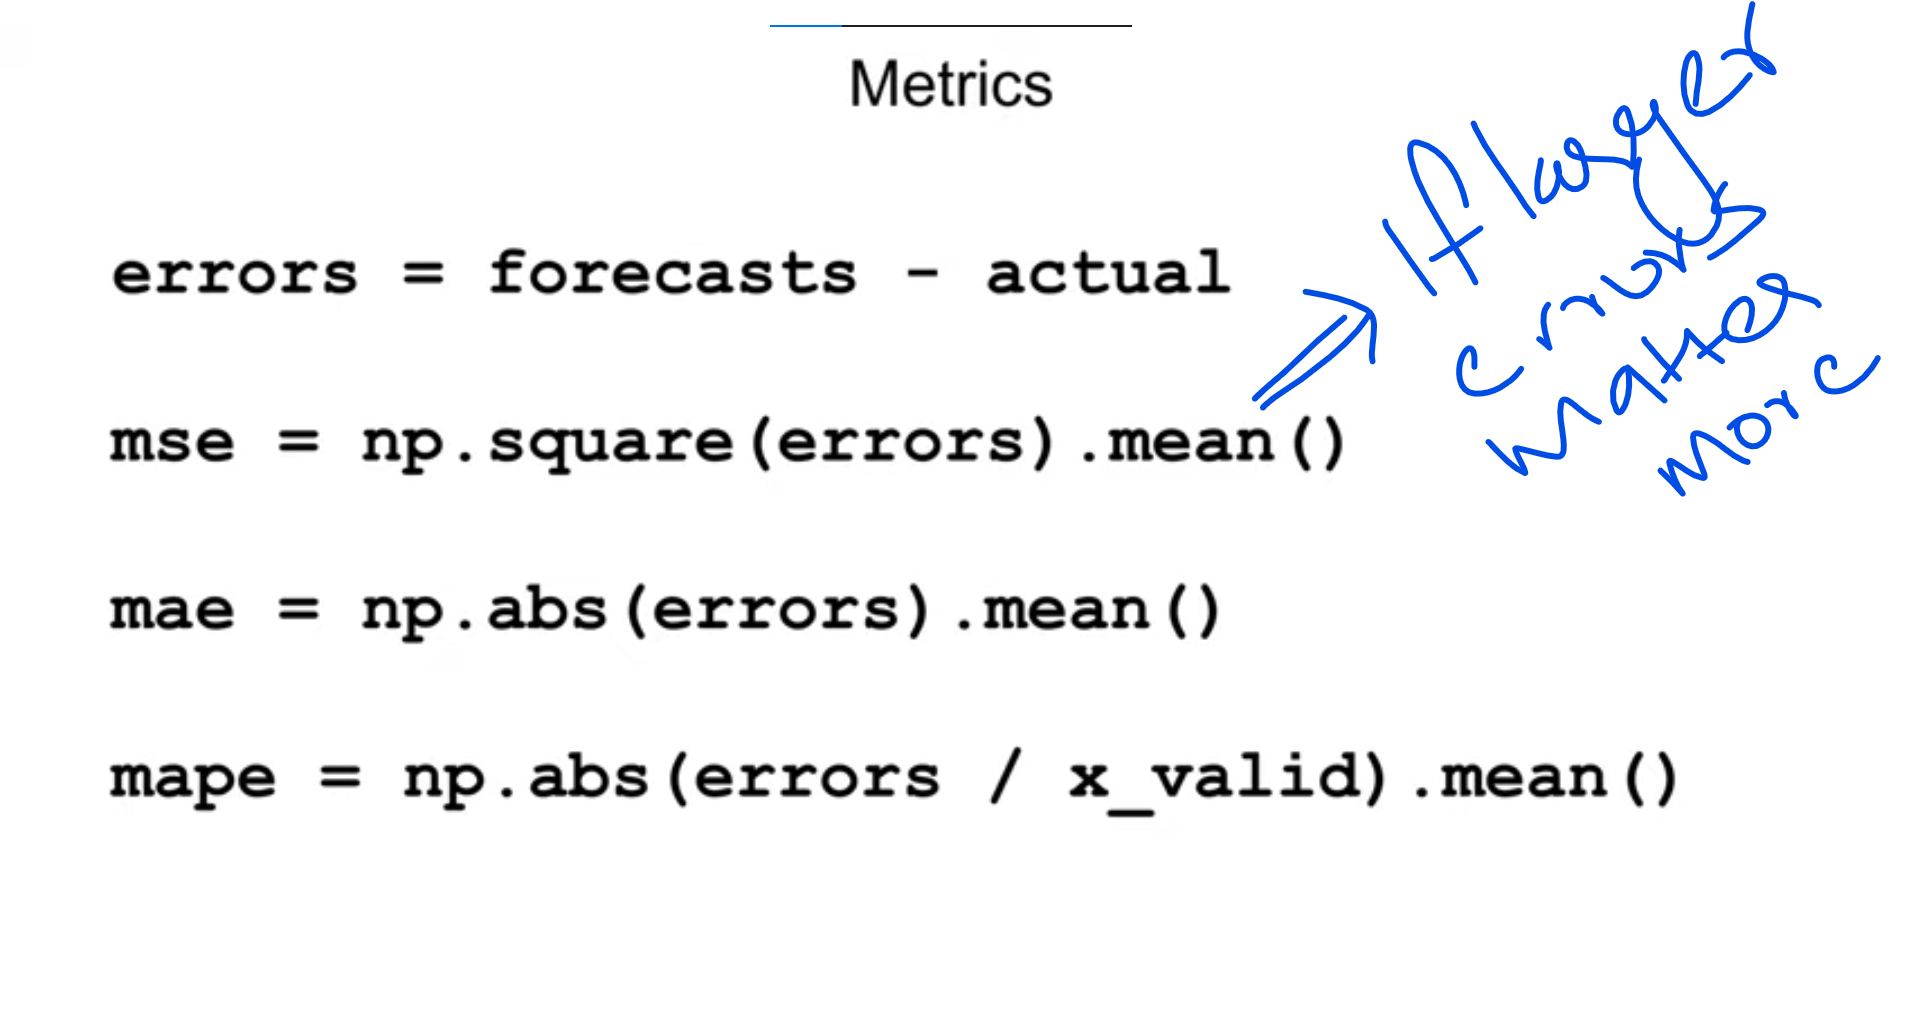 Metrics
errors = forecasts - actual
mse = np.square(errors).mean()
mae = np.abs(errors).mean()
mape = np.abs(errors / x_valid).mean()
If larger
errors
matter
more